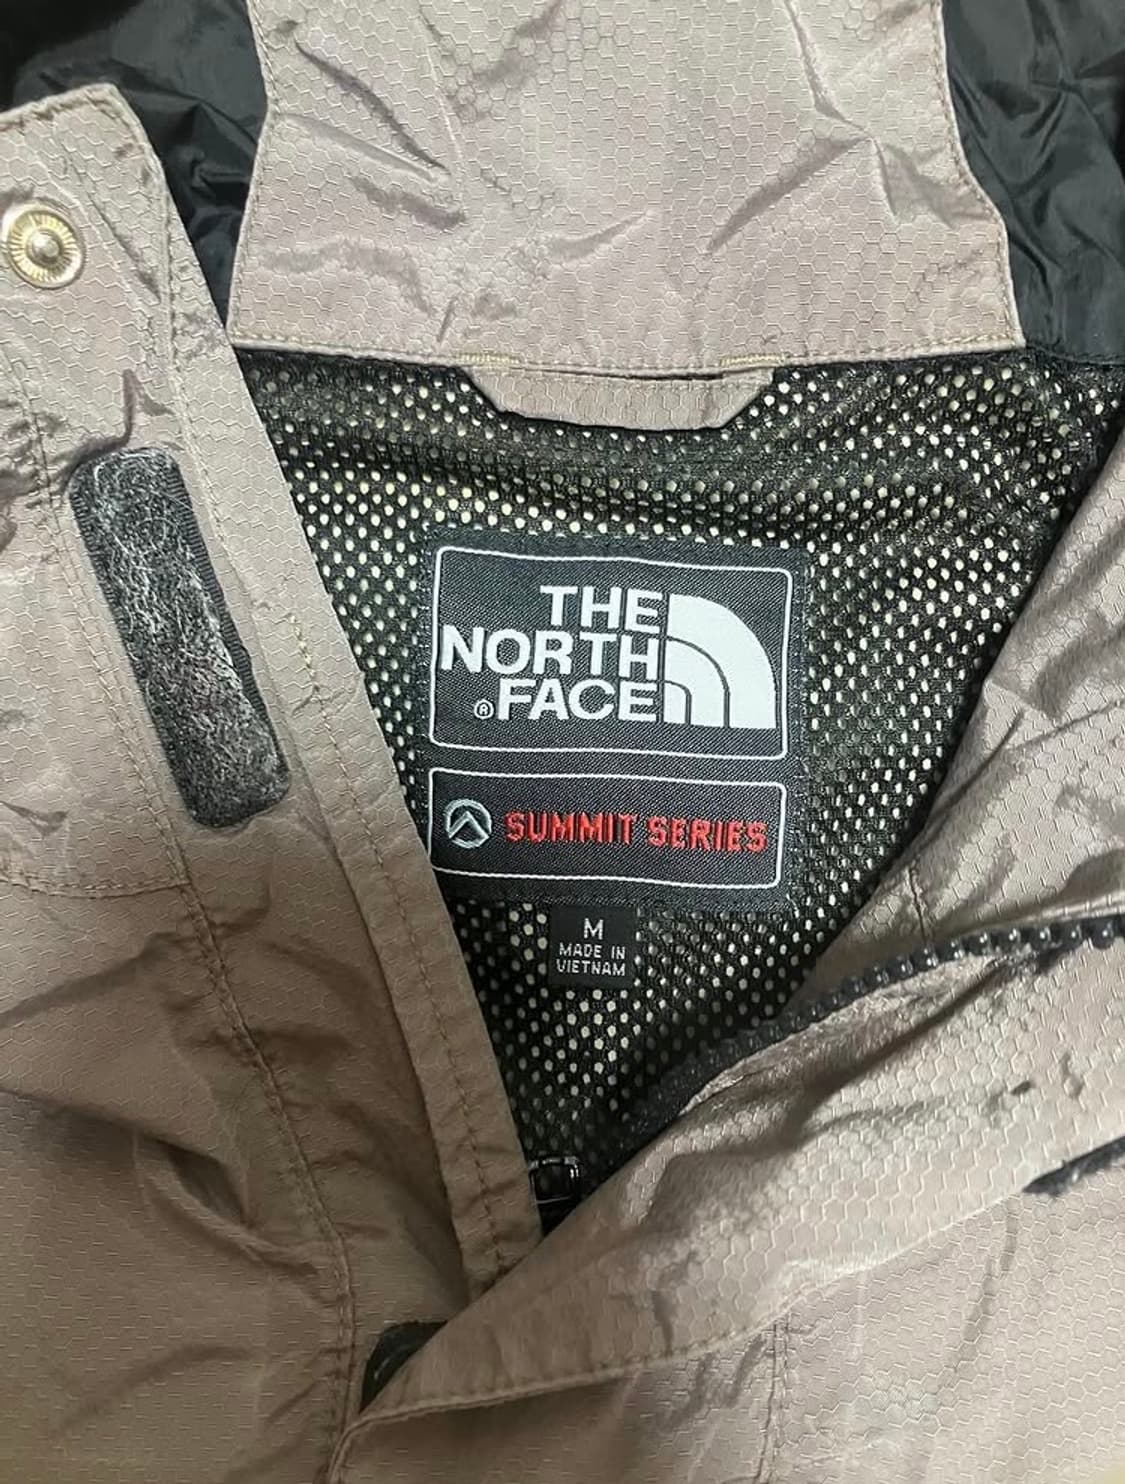 THE
NORTH
®FACE
SUMMIT SERIES
M
MADE IN
VIETNAM